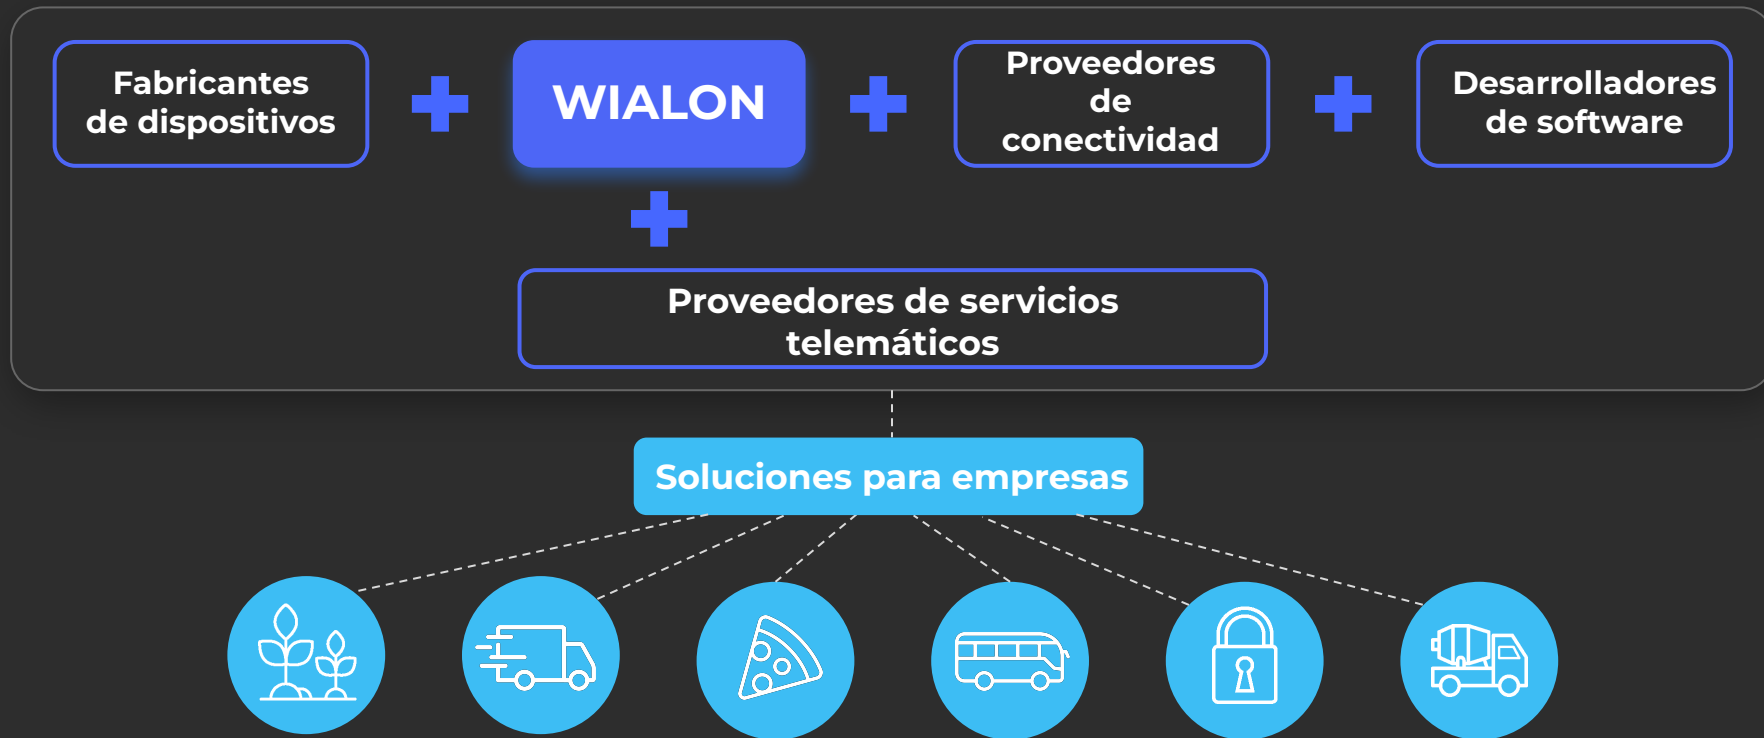 Fabricantes
de dispositivos
WIALON
Proveedores
de
conectividad
Desarrolladores
de software
Proveedores de servicios
telemáticos
Soluciones para empresas